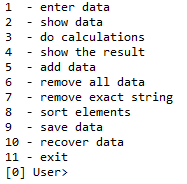 1  - enter data
2  - show data
3  - do calculations
4  - show the result
5  - add data
6  - remove all data
7  - remove exact string
8  - sort elements
9  - save data
10 - recover data
11 - exit
[0] User>